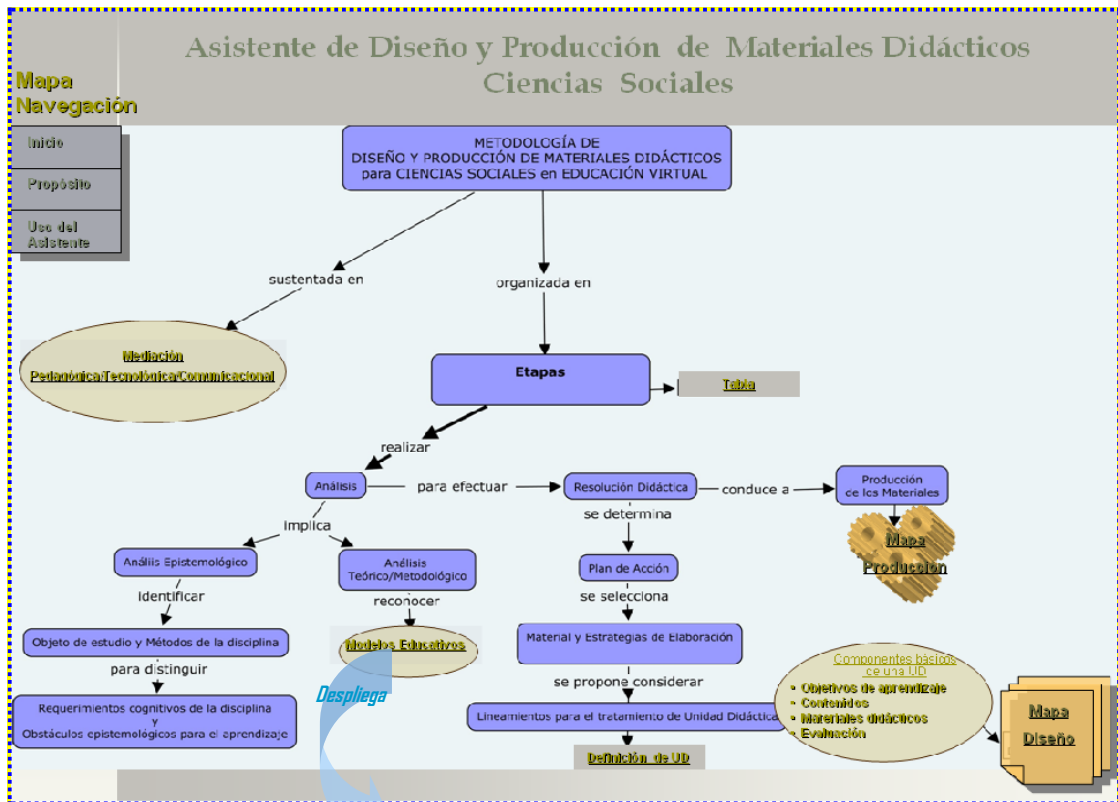 Asistente de Diseño y Producción de Materiales Didácticos
Ciencias Sociales
Mapa
Navegación
Inicio
Propósito
Uso del
Asistente
METODOLOGÍA DE
DISEÑO Y PRODUCCIÓN DE MATERIALES DIDÁCTICOS
para CIENCIAS SOCIALES en EDUCACIÓN VIRTUAL
sustentada en
organizada en
Mediación
Pedagógica/Tecnológica/Comunicacional
Etapas
Tabla
realizar
Análisis
para efectuar
Resolución Didáctica
conduce a
Producción
de los Materiales
implica
se determina
Mapa
Producción
Análiis Epistemológico
Análisis
Teórico/Metodológico
Plan de Acción
identificar
reconocer
se selecciona
Objeto de estudio y Métodos de la disciplina
Modelos Educativos
Material y Estrategias de Elaboración
para distinguir
Despliega
se propone considerar
Requerimientos cognitivos de la disciplina
y
Obstáculos epistemológicos para el aprendizaje
Lineamientos para el tratamiento de Unidad Didáctica
Definición de UD
Componentes básicos
de una UD
• Objetivos de aprendizaje
• Contenidos
• Materiales didácticos
• Evaluación
Mapa
Diseño